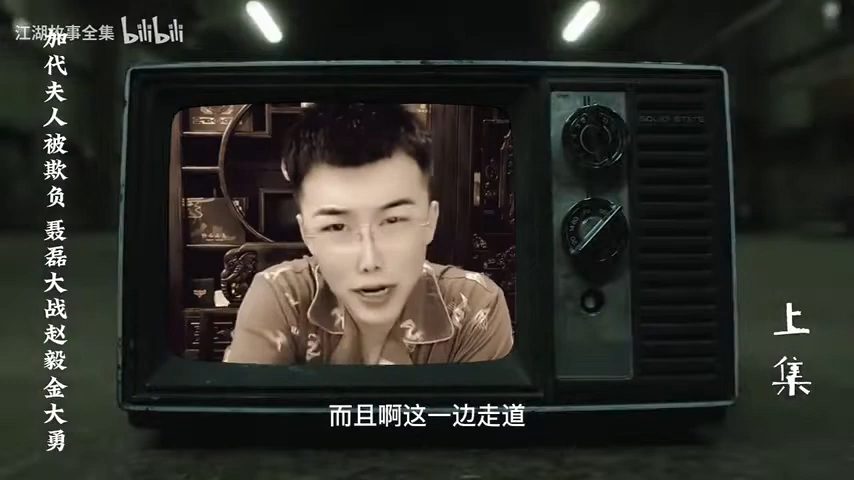 江湖故事全集 bilibili
加代夫人被欺负 聂磊大战赵毅金大勇
SOLID STATE
上集
而且啊这一边走道